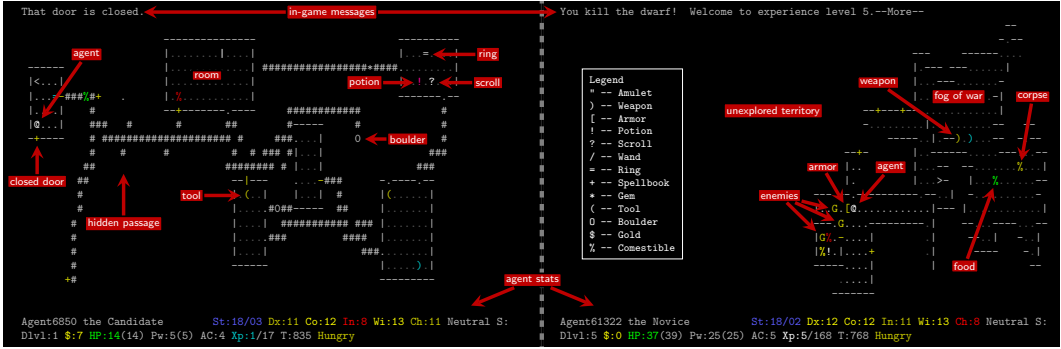 That door is closed.
in-game messages
You kill the dwarf!  Welcome to experience level 5.--More--
agent
room
ring
potion
scroll
boulder
closed door
tool
hidden passage
Legend
" -- Amulet
) -- Weapon
[ -- Armor
! -- Potion
? -- Scroll
/ -- Wand
= -- Ring
+ -- Spellbook
* -- Gem
( -- Tool
0 -- Boulder
$ -- Gold
% -- Comestible
weapon
fog of war
corpse
unexplored territory
armor
agent
enemies
food
agent stats
Agent6850 the Candidate St:18/03 Dx:11 Co:12 In:8 Wi:13 Ch:11 Neutral S:
Dlvl:1 $:7 HP:14(14) Pw:5(5) AC:4 Xp:1/17 T:835 Hungry
Agent61322 the Novice St:18/02 Dx:12 Co:12 In:11 Wi:13 Ch:8 Neutral S:
Dlvl:5 $:0 HP:37(39) Pw:25(25) AC:5 Xp:5/168 T:768 Hungry